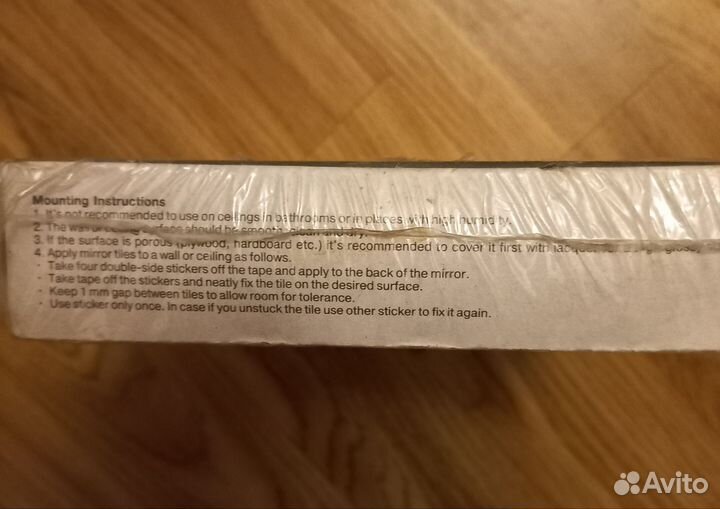 Mounting Instructions
1. It's not recommended to use on ceilings in bathrooms or in places with high humidity.
2. The wall or ceiling surface should be smooth, clean and dry.
3. If the surface is porous (plywood, hardboard etc.) it's recommended to cover it first with lacquer
4. Apply mirror tiles to a wall or ceiling as follows.
- Take four double-side stickers off the tape and apply to the back of the mirror.
- Take tape off the stickers and neatly fix the tile on the desired surface.
- Keep 1 mm gap between tiles to allow room for tolerance.
- Use sticker only once. In case if you unstuck the tile use other sticker to fix it again.
Avito